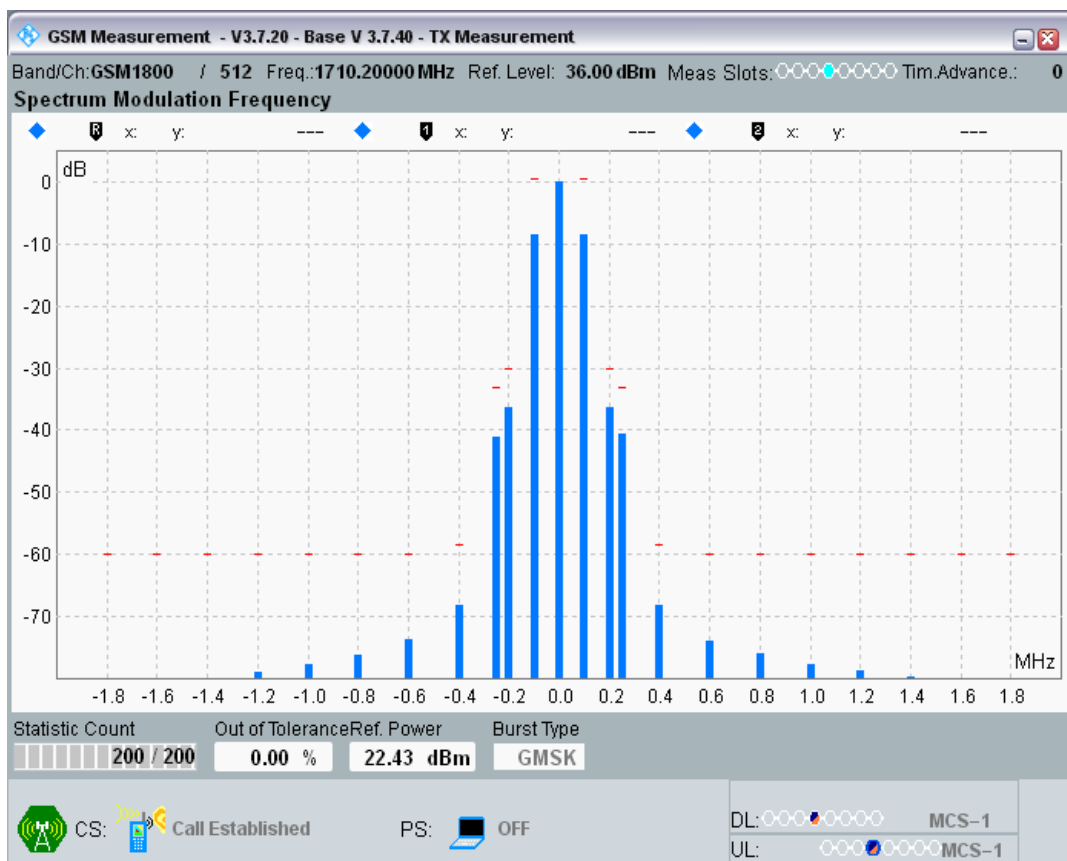 GSM Measurement - V3.7.20 - Base V 3.7.40 - TX Measurement
Band/Ch:GSM1800 / 512 Freq.:1710.20000 MHz Ref. Level: 36.00 dBm Meas Slots: Tim.Advance.: 0
Spectrum Modulation Frequency
R x: y: --- 1 x: y: --- 2 x: y: ---
dB
0
-10
-20
-30
-40
-50
-60
-70
MHz
-1.8 -1.6 -1.4 -1.2 -1.0 -0.8 -0.6 -0.4 -0.2 0.0 0.2 0.4 0.6 0.8 1.0 1.2 1.4 1.6 1.8
Statistic Count Out of Tolerance Ref. Power Burst Type
200 / 200 0.00 % 22.43 dBm GMSK
CS: Call Established PS: OFF
DL: MCS-1
UL: MCS-1